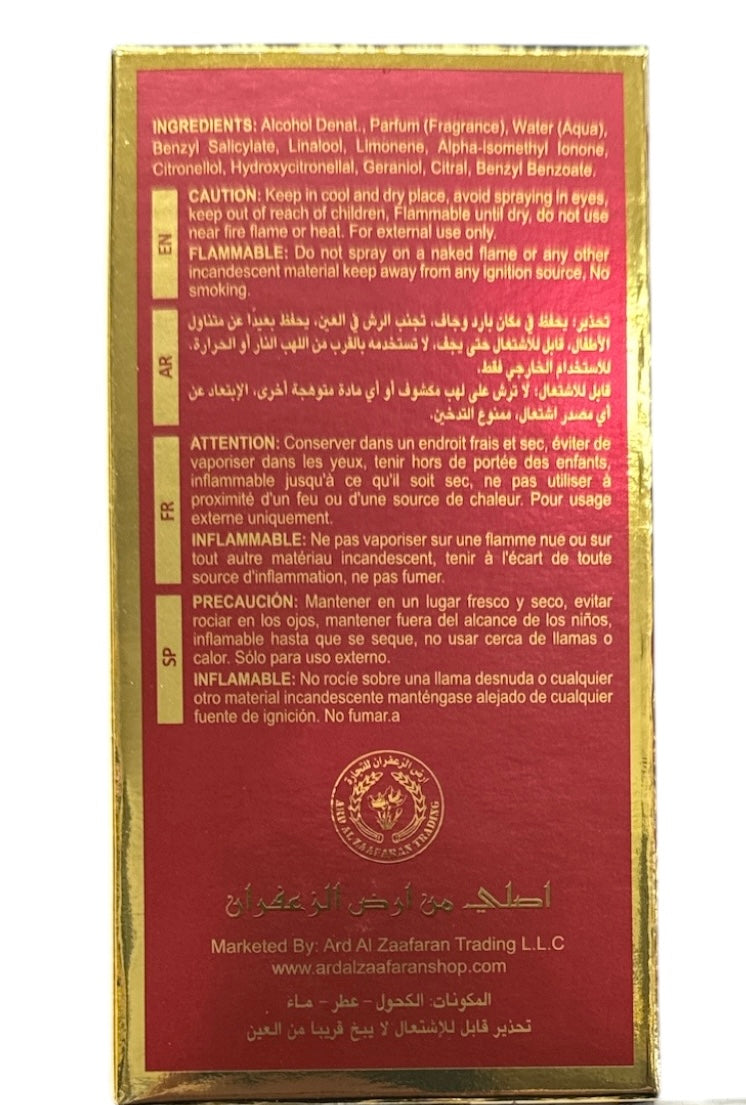 INGREDIENTS: Alcohol Denat., Parfum (Fragrance), Water (Aqua),
Benzyl Salicylate, Linalool, Limonene, Alpha-isomethyl Ionone,
Citronellol, Hydroxycitronellal, Geraniol, Citral, Benzyl Benzoate.
EN
CAUTION: Keep in cool and dry place, avoid spraying in eyes,
keep out of reach of children, Flammable until dry, do not use
near fire flame or heat. For external use only.
FLAMMABLE: Do not spray on a naked flame or any other
incandescent material keep away from any ignition source, No
smoking.
AR
تحذير: يحفظ في مكان بارد وجاف، تجنب الرش في العين، يحفظ بعيدًا عن متناول
الأطفال، قابل للاشتعال حتى يجف، لا تستخدمه بالقرب من اللهب النار أو الحرارة.
للاستخدام الخارجي فقط.
قابل للاشتعال: لا ترش على لهب مكشوف أو أي مادة متوهجة أخرى، الإبتعاد عن
أي مصدر اشتعال، ممنوع التدخين.
FR
ATTENTION: Conserver dans un endroit frais et sec, éviter de
vaporiser dans les yeux, tenir hors de portée des enfants,
inflammable jusqu'à ce qu'il soit sec, ne pas utiliser à
proximité d'un feu ou d'une source de chaleur. Pour usage
externe uniquement.
INFLAMMABLE: Ne pas vaporiser sur une flamme nue ou sur
tout autre matériau incandescent, tenir à l'écart de toute
source d'inflammation, ne pas fumer.
SP
PRECAUCIÓN: Mantener en un lugar fresco y seco, evitar
rociar en los ojos, mantener fuera del alcance de los niños,
inflamable hasta que se seque, no usar cerca de llamas o
calor. Sólo para uso externo.
INFLAMABLE: No rocíe sobre una llama desnuda o cualquier
otro material incandescente manténgase alejado de cualquier
fuente de ignición. No fumar.a
ارض الزعفران للتجارة
ARD AL ZAAFARAN TRADING
اصلي من ارض الزعفران
Marketed By: Ard Al Zaafaran Trading L.L.C
www.ardalzaafaranshop.com
المكونات: الكحول - عطر - ماء
تحذير قابل للإشتعال لا يبخ قريبا من العين